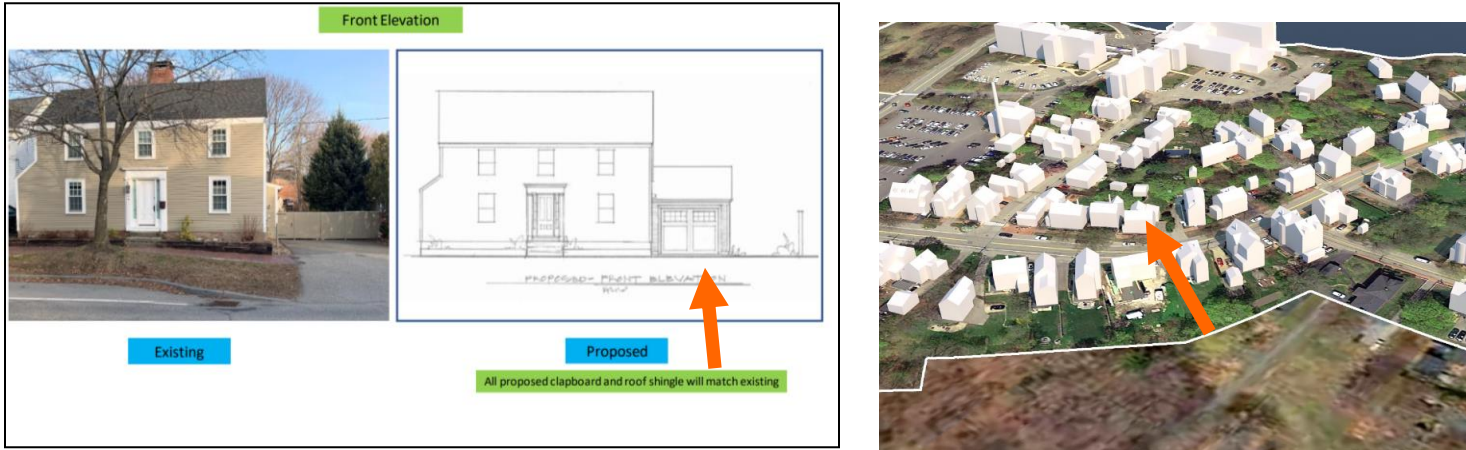 Front Elevation
PROPOSED- FRONT ELEVATION
Existing
Proposed
All proposed clapboard and roof shingle will match existing